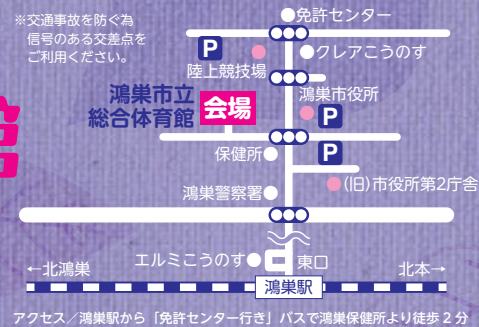 ※交通事故を防ぐ為
信号のある交差点を
ご利用ください。
免許センター
P
陸上競技場
クレアこうのす
鴻巣市立
総合体育館
会場
鴻巣市役所
P
保健所
P
鴻巣警察署
(旧)市役所第2庁舎
エルミこうのす
東口
←北鴻巣
北本→
鴻巣駅
アクセス／鴻巣駅から「免許センター行き」バスで鴻巣保健所より徒歩2分